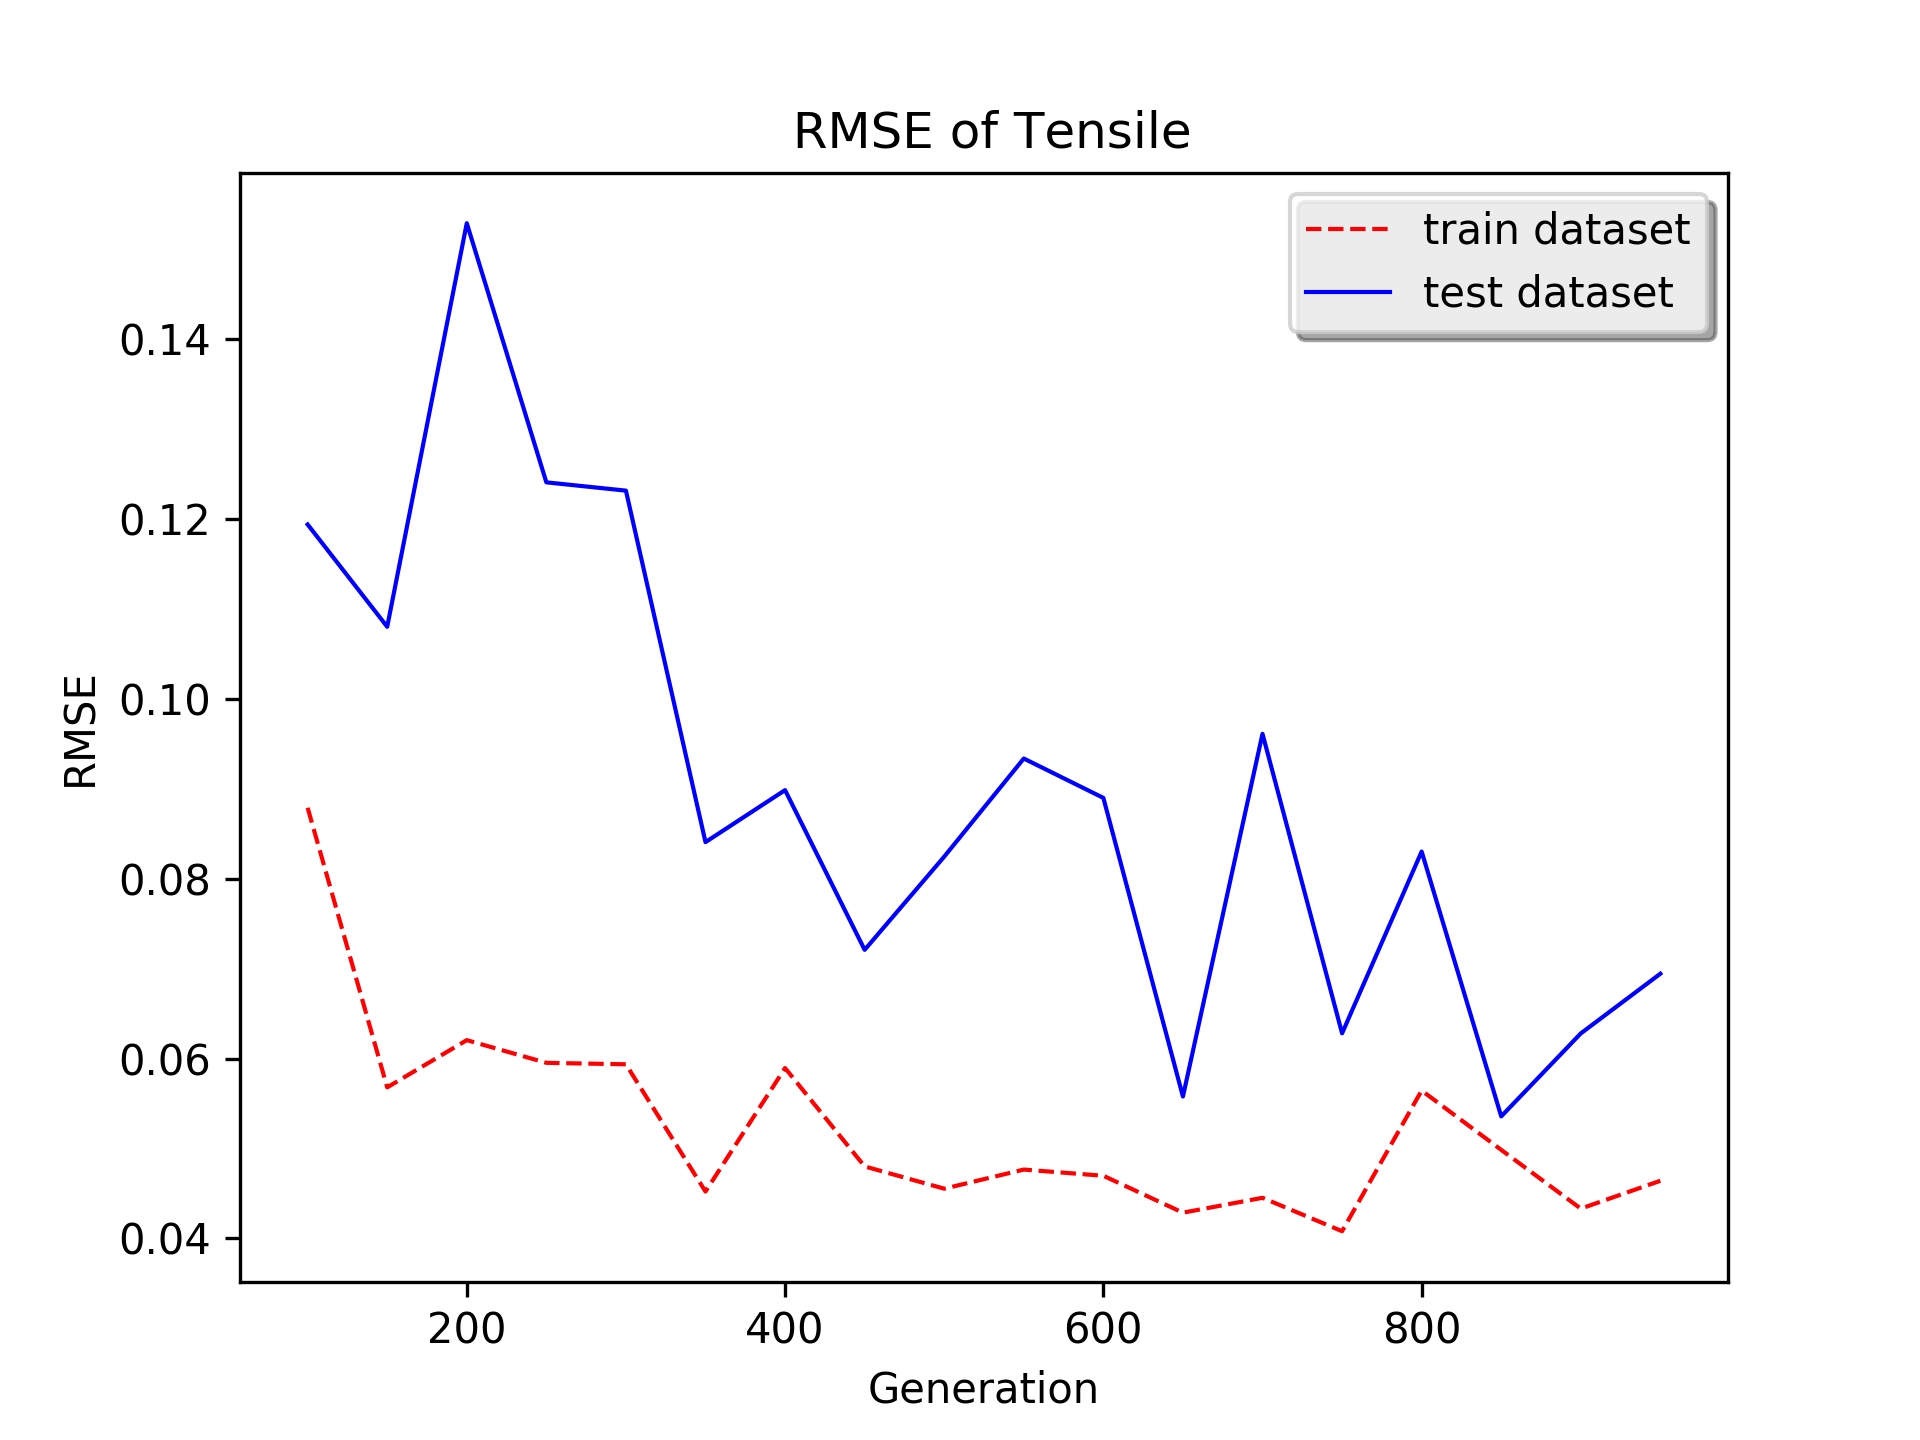 RMSE of Tensile
train dataset
test dataset
0.14
0.12
0.10
0.08
0.06
0.04
RMSE
200 400 600 800
Generation